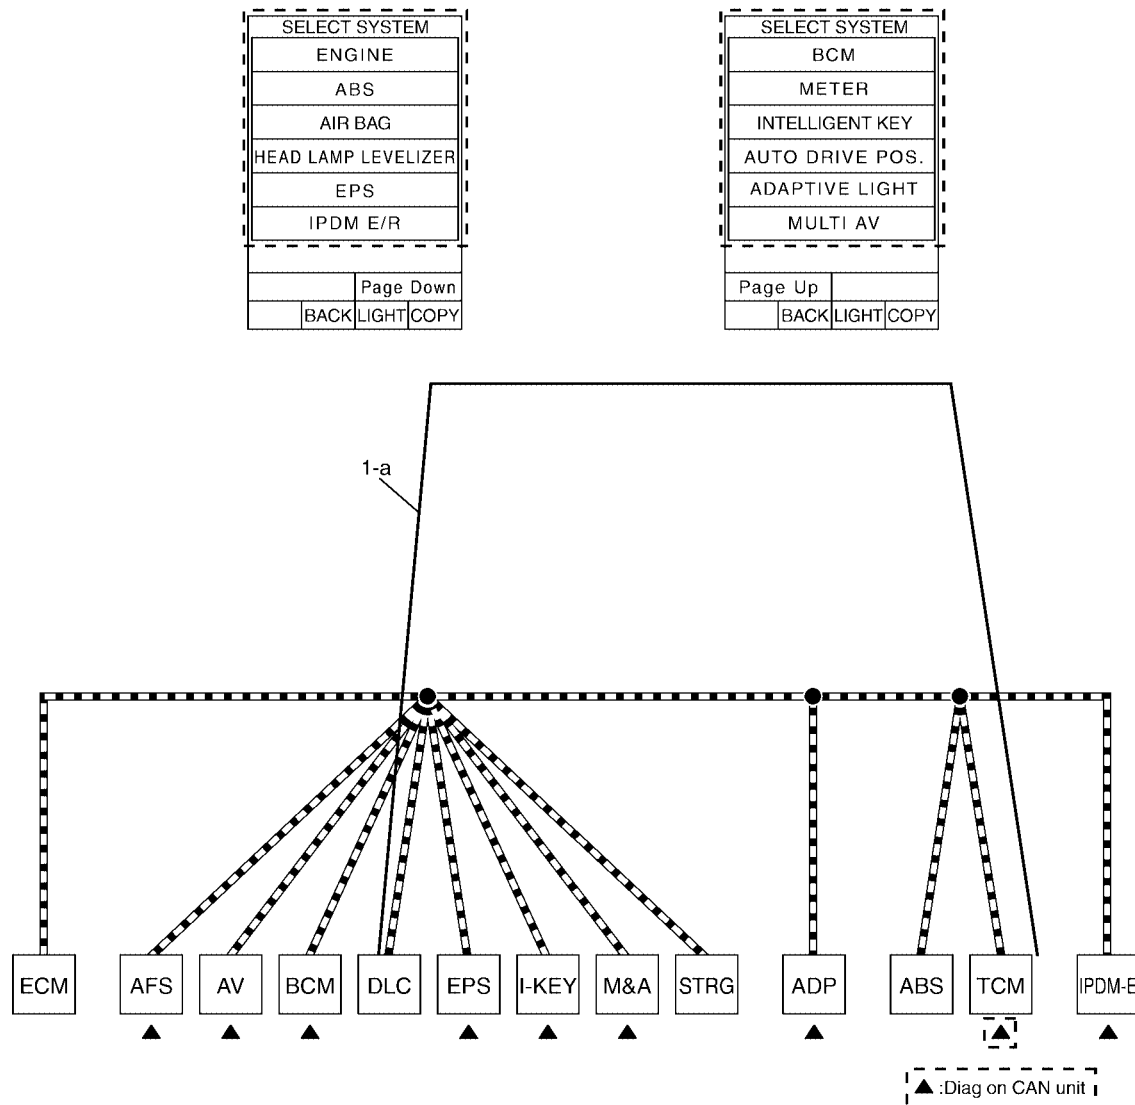 SELECT SYSTEM
ENGINE
ABS
AIR BAG
HEAD LAMP LEVELIZER
EPS
IPDM E/R
Page Down
BACK LIGHT COPY
SELECT SYSTEM
BCM
METER
INTELLIGENT KEY
AUTO DRIVE POS.
ADAPTIVE LIGHT
MULTI AV
Page Up
BACK LIGHT COPY
1-a
ECM AFS AV BCM DLC EPS I-KEY M&A STRG ADP ABS TCM IPDM-E
▲ :Diag on CAN unit